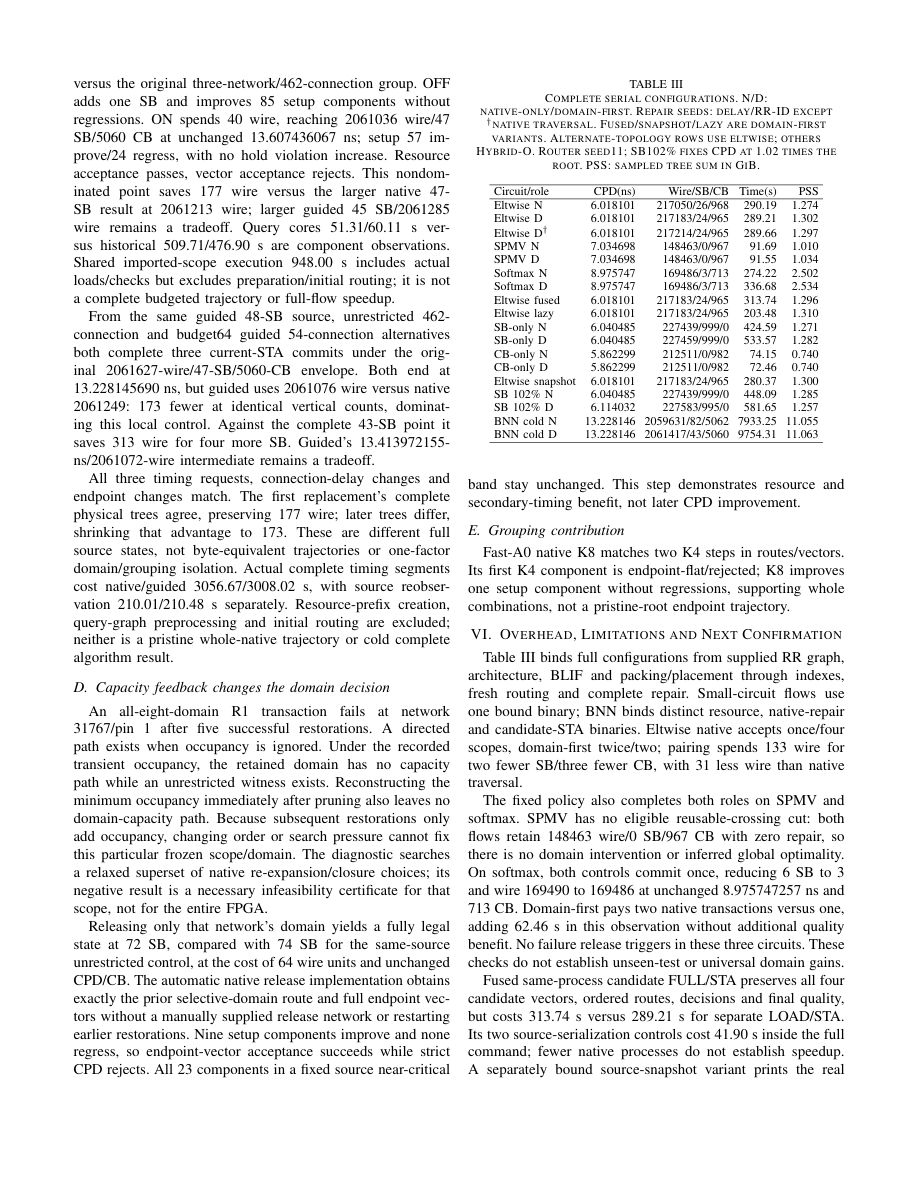 versus the original three-network/462-connection group. OFF
adds one SB and improves 85 setup components without
regressions. ON spends 40 wire, reaching 2061036 wire/47
SB/5060 CB at unchanged 13.607436067 ns; setup 57 im-
prove/24 regress, with no hold violation increase. Resource
acceptance passes, vector acceptance rejects. This nondom-
inated point saves 177 wire versus the larger native 47-
SB result at 2061213 wire; larger guided 45 SB/2061285
wire remains a tradeoff. Query cores 51.31/60.11 s ver-
sus historical 509.71/476.90 s are component observations.
Shared imported-scope execution 948.00 s includes actual
loads/checks but excludes preparation/initial routing; it is not
a complete budgeted trajectory or full-flow speedup.
From the same guided 48-SB source, unrestricted 462-
connection and budget64 guided 54-connection alternatives
both complete three current-STA commits under the orig-
inal 2061627-wire/47-SB/5060-CB envelope. Both end at
13.228145690 ns, but guided uses 2061076 wire versus native
2061249: 173 fewer at identical vertical counts, dominat-
ing this local control. Against the complete 43-SB point it
saves 313 wire for four more SB. Guided's 13.413972155-
ns/2061072-wire intermediate remains a tradeoff.
All three timing requests, connection-delay changes and
endpoint changes match. The first replacement's complete
physical trees agree, preserving 177 wire; later trees differ,
shrinking that advantage to 173. These are different full
source states, not byte-equivalent trajectories or one-factor
domain/grouping isolation. Actual complete timing segments
cost native/guided 3056.67/3008.02 s, with source reobser-
vation 210.01/210.48 s separately. Resource-prefix creation,
query-graph preprocessing and initial routing are excluded;
neither is a pristine whole-native trajectory or cold complete
algorithm result.
D. Capacity feedback changes the domain decision
An all-eight-domain R1 transaction fails at network
31767/pin 1 after five successful restorations. A directed
path exists when occupancy is ignored. Under the recorded
transient occupancy, the retained domain has no capacity
path while an unrestricted witness exists. Reconstructing the
minimum occupancy immediately after pruning also leaves no
domain-capacity path. Because subsequent restorations only
add occupancy, changing order or search pressure cannot fix
this particular frozen scope/domain. The diagnostic searches
a relaxed superset of native re-expansion/closure choices; its
negative result is a necessary infeasibility certificate for that
scope, not for the entire FPGA.
Releasing only that network's domain yields a fully legal
state at 72 SB, compared with 74 SB for the same-source
unrestricted control, at the cost of 64 wire units and unchanged
CPD/CB. The automatic native release implementation obtains
exactly the prior selective-domain route and full endpoint vec-
tors without a manually supplied release network or restarting
earlier restorations. Nine setup components improve and none
regress, so endpoint-vector acceptance succeeds while strict
CPD rejects. All 23 components in a fixed source near-critical
TABLE III
COMPLETE SERIAL CONFIGURATIONS. N/D:
NATIVE-ONLY/DOMAIN-FIRST. REPAIR SEEDS: DELAY/RR-ID EXCEPT
†NATIVE TRAVERSAL. FUSED/SNAPSHOT/LAZY ARE DOMAIN-FIRST
VARIANTS. ALTERNATE-TOPOLOGY ROWS USE ELTWISE; OTHERS
HYBRID-O. ROUTER SEED11; SB102% FIXES CPD AT 1.02 TIMES THE
ROOT. PSS: SAMPLED TREE SUM IN GIB.
Circuit/role CPD(ns) Wire/SB/CB Time(s) PSS
Eltwise N 6.018101 217050/26/968 290.19 1.274
Eltwise D 6.018101 217183/24/965 289.21 1.302
Eltwise D† 6.018101 217214/24/965 289.66 1.297
SPMV N 7.034698 148463/0/967 91.69 1.010
SPMV D 7.034698 148463/0/967 91.55 1.034
Softmax N 8.975747 169486/3/713 274.22 2.502
Softmax D 8.975747 169486/3/713 336.68 2.534
Eltwise fused 6.018101 217183/24/965 313.74 1.296
Eltwise lazy 6.018101 217183/24/965 203.48 1.310
SB-only N 6.040485 227439/999/0 424.59 1.271
SB-only D 6.040485 227459/999/0 533.57 1.282
CB-only N 5.862299 212511/0/982 74.15 0.740
CB-only D 5.862299 212511/0/982 72.46 0.740
Eltwise snapshot 6.018101 217183/24/965 280.37 1.300
SB 102% N 6.040485 227439/999/0 448.09 1.285
SB 102% D 6.114032 227583/995/0 581.65 1.257
BNN cold N 13.228146 2059631/82/5062 7933.25 11.055
BNN cold D 13.228146 2061417/43/5060 9754.31 11.063
band stay unchanged. This step demonstrates resource and
secondary-timing benefit, not later CPD improvement.
E. Grouping contribution
Fast-A0 native K8 matches two K4 steps in routes/vectors.
Its first K4 component is endpoint-flat/rejected; K8 improves
one setup component without regressions, supporting whole
combinations, not a pristine-root endpoint trajectory.
VI. OVERHEAD, LIMITATIONS AND NEXT CONFIRMATION
Table III binds full configurations from supplied RR graph,
architecture, BLIF and packing/placement through indexes,
fresh routing and complete repair. Small-circuit flows use
one bound binary; BNN binds distinct resource, native-repair
and candidate-STA binaries. Eltwise native accepts once/four
scopes, domain-first twice/two; pairing spends 133 wire for
two fewer SB/three fewer CB, with 31 less wire than native
traversal.
The fixed policy also completes both roles on SPMV and
softmax. SPMV has no eligible reusable-crossing cut: both
flows retain 148463 wire/0 SB/967 CB with zero repair, so
there is no domain intervention or inferred global optimality.
On softmax, both controls commit once, reducing 6 SB to 3
and wire 169490 to 169486 at unchanged 8.975747257 ns and
713 CB. Domain-first pays two native transactions versus one,
adding 62.46 s in this observation without additional quality
benefit. No failure release triggers in these three circuits. These
checks do not establish unseen-test or universal domain gains.
Fused same-process candidate FULL/STA preserves all four
candidate vectors, ordered routes, decisions and final quality,
but costs 313.74 s versus 289.21 s for separate LOAD/STA.
Its two source-serialization controls cost 41.90 s inside the full
command; fewer native processes do not establish speedup.
A separately bound source-snapshot variant prints the real